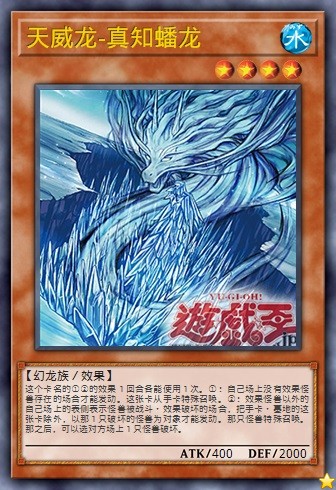 天威龙-真知蟠龙
水
YU-GI-OH!
遊戯王
【幻龙族／效果】
这个卡名的①②的效果１回合各能使用１次。①：自己场上没有效果怪
兽存在的场合才能发动。这张卡从手卡特殊召唤。②：效果怪兽以外的
自己场上的表侧表示怪兽被战斗·效果破坏的场合，把手卡·墓地的这
张卡除外，以那１只破坏的怪兽为对象才能发动。那只怪兽特殊召唤。
那之后，可以选对方场上１只怪兽破坏。
ATK/400 DEF/2000